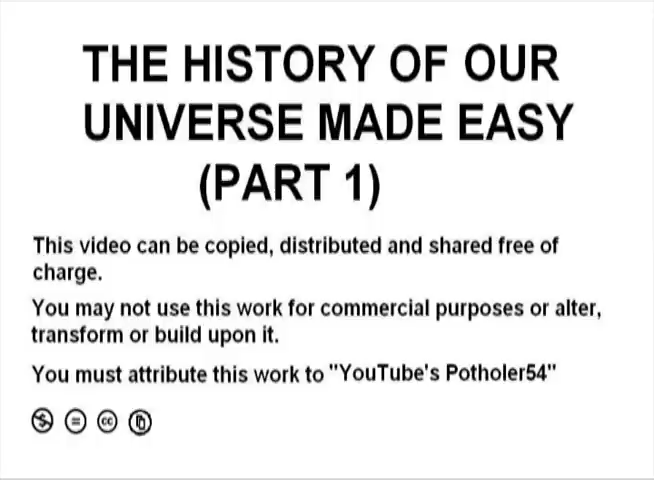 THE HISTORY OF OUR
UNIVERSE MADE EASY
(PART 1)
This video can be copied, distributed and shared free of
charge.
You may not use this work for commercial purposes or alter,
transform or build upon it.
You must attribute this work to "YouTube's Potholer54"
$ = cc